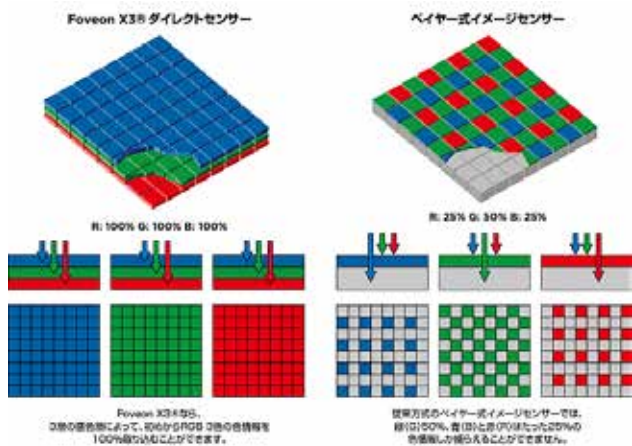 Foveon X3® ダイレクトセンサー
ベイヤー式イメージセンサー
R: 100% G: 100% B: 100%
R: 25% G: 50% B: 25%
Foveon X3®なら、
3層の原色層によって、初めからRGB 3色の色情報を
100%取り込むことができます。
従来方式のベイヤー式イメージセンサーでは、
緑(G)50%、青(B)と赤(R)はたった25%の
色情報しか捕らえることができません。